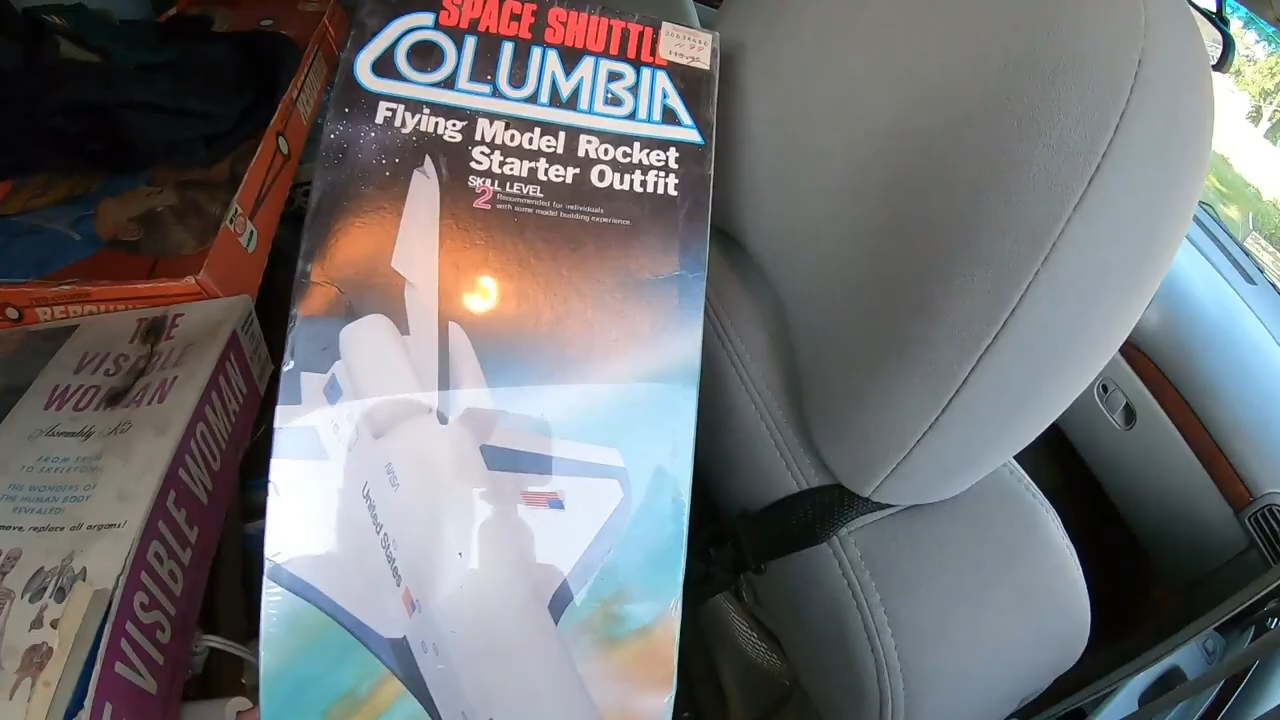 SPACE SHUTTLE
COLUMBIA
Flying Model Rocket
Starter Outfit
SKILL LEVEL
2
Recommended for individuals
with some model building experience
NASA
United States
THE
VISIBLE
WOMAN
Assembly Kit
FROM SKIN
TO SKELETON
THE WONDERS OF
THE HUMAN BODY
REVEALED!
move, replace all organs!
VISIBLE WOMAN